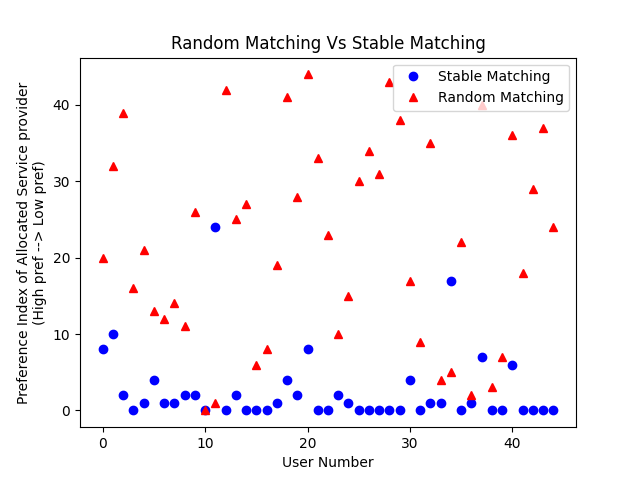 Random Matching Vs Stable Matching
Stable Matching
Random Matching
Preference Index of Allocated Service provider
(High pref --> Low pref)
40
30
20
10
0
0 10 20 30 40
User Number